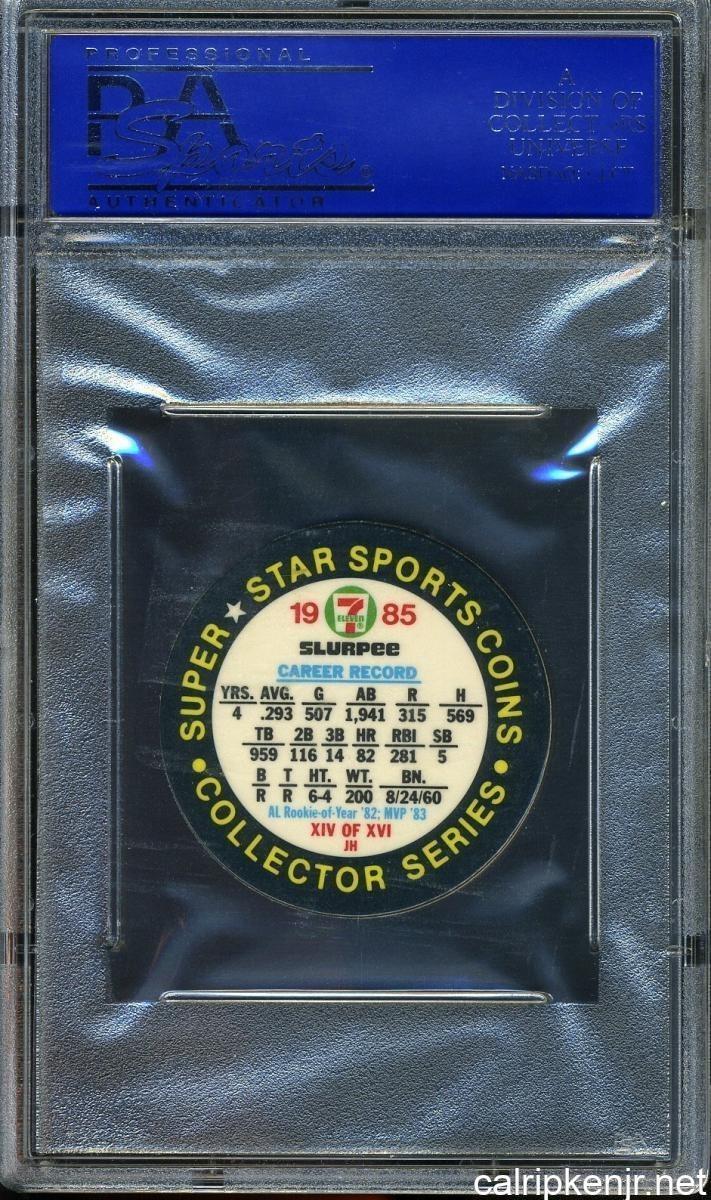 PROFESSIONAL
PSA
Sports®
AUTHENTICATOR
A
DIVISION OF
COLLECTORS
UNIVERSE
SUPER ★ STAR SPORTS COINS
19 7 ELEVEN ® 85
SLURPEE
CAREER RECORD
YRS. AVG. G AB R H
4 .293 507 1,941 315 569
TB 2B 3B HR RBI SB
959 116 14 82 281 5
B T HT. WT. BN.
R R 6-4 200 8/24/60
AL Rookie-of-Year '82; MVP '83
XIV OF XVI
JH
• COLLECTOR SERIES •
calripkenjr.net